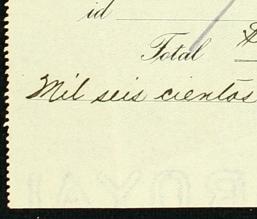 id
Total $
Mil seis cientos